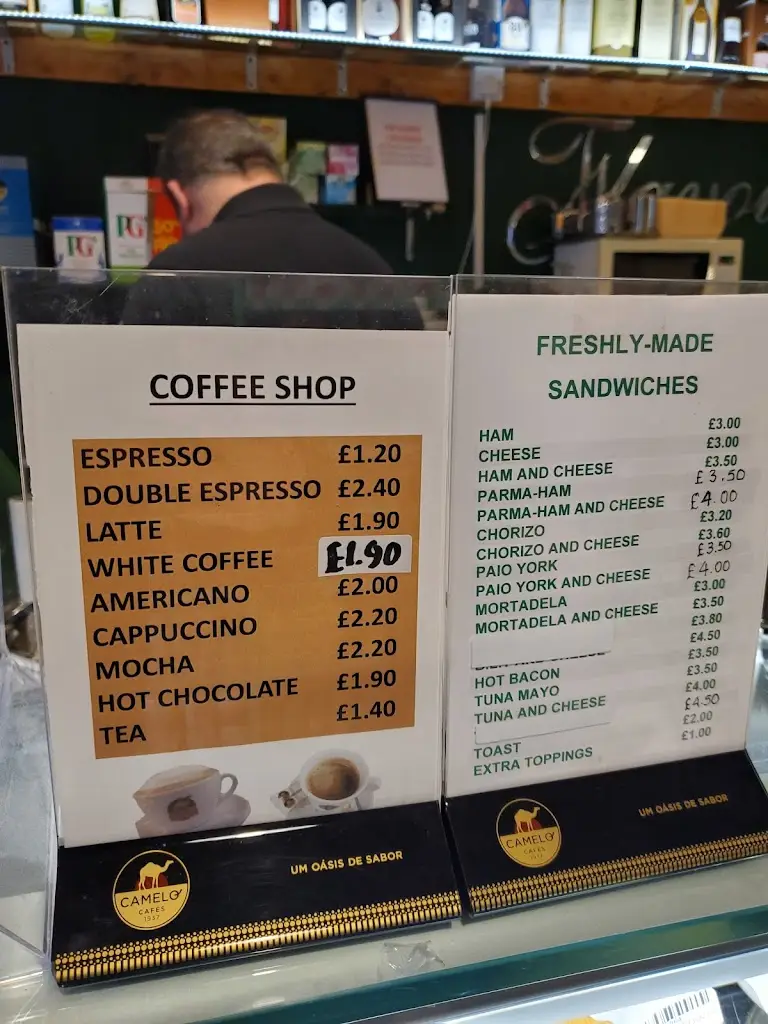 PG
PG
Flavou
COFFEE SHOP
ESPRESSO £1.20
DOUBLE ESPRESSO £2.40
LATTE £1.90
WHITE COFFEE £1.90
AMERICANO £2.00
CAPPUCCINO £2.20
MOCHA £2.20
HOT CHOCOLATE £1.90
TEA £1.40
CAMELO
CAFÉS
1957
UM OÁSIS DE SABOR
FRESHLY-MADE
SANDWICHES
HAM £3.00
CHEESE £3.00
HAM AND CHEESE £3.50
PARMA-HAM £3.50
PARMA-HAM AND CHEESE £4.00
CHORIZO £3.20
CHORIZO AND CHEESE £3.60
PAIO YORK £3.50
PAIO YORK AND CHEESE £4.00
MORTADELA £3.00
MORTADELA AND CHEESE £3.50
£3.80
£4.50
HOT BACON £3.50
TUNA MAYO £3.50
TUNA AND CHEESE £4.00
£4.50
TOAST £2.00
EXTRA TOPPINGS £1.00
CAMELO
CAFÉS
1957
UM OÁSIS DE SABOR